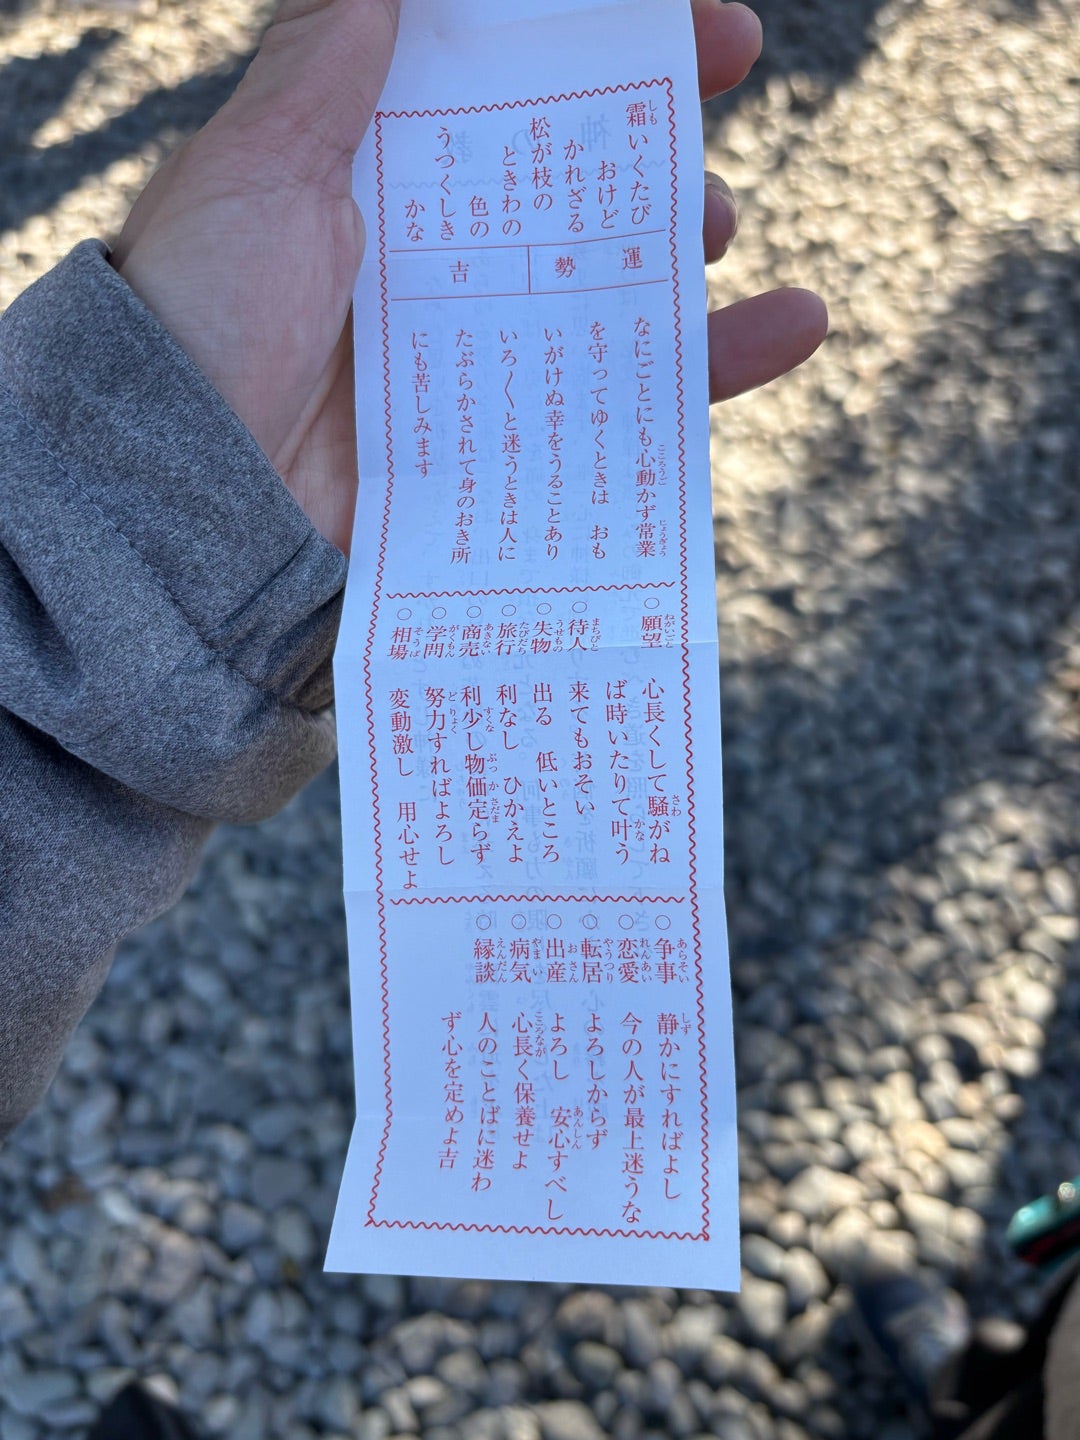 霜いくたび
おけど
かれざる
松が枝の
ときわの
色の
うつくしき
かな
運勢
吉
なにごとにも心動かず常業
を守ってゆくときは おも
いがけぬ幸をうることあり
いろ〱と迷うときは人に
たぶらかされて身のおき所
にも苦しみます
○願望 心長くして騒がね
ば時いたりて叶う
○待人 来てもおそい
○失物 出る 低いところ
○旅行 利なし ひかえよ
○商売 利少し物価定らず
○学問 努力すればよろし
○相場 変動激し 用心せよ
○争事 静かにすればよし
○恋愛 今の人が最上迷うな
○転居 よろしからず
○出産 よろし 安心すべし
○病気 心長く保養せよ
○縁談 人のことばに迷わ
ず心を定めよ吉